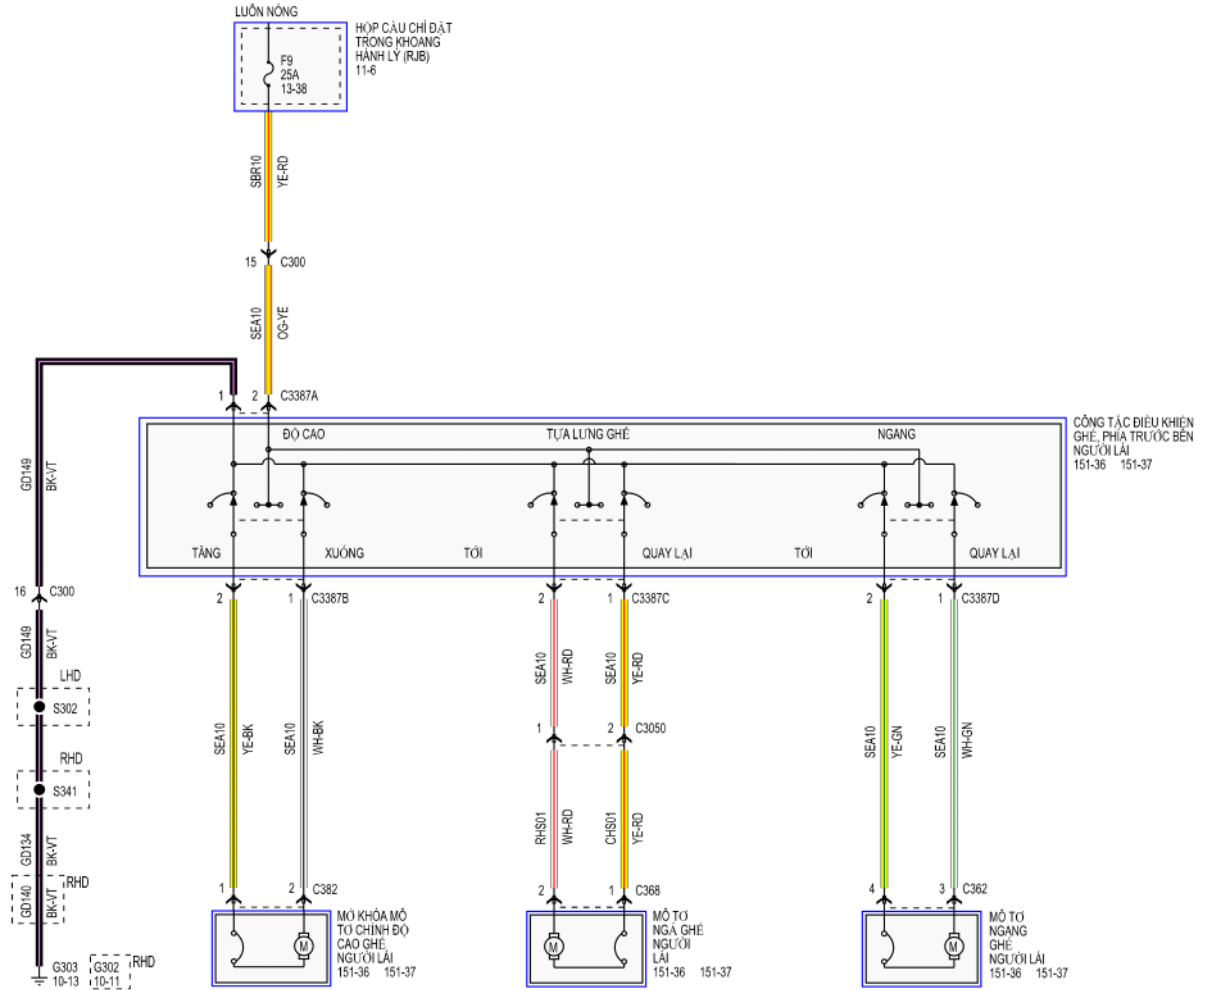 LUÔN NÓNG
HỘP CẦU CHÌ ĐẶT
TRONG KHOANG
HÀNH LÝ (RJB)
11-6
F9
25A
13-38
SBR10
YE-RD
15
C300
SEA10
OG-YE
1
2
C3387A
CÔNG TẮC ĐIỀU KHIỂN
GHẾ, PHÍA TRƯỚC BÊN
NGƯỜI LÁI
151-36 151-37
ĐỘ CAO
TỰA LƯNG GHẾ
NGANG
TĂNG
XUỐNG
TỚI
QUAY LẠI
TỚI
QUAY LẠI
GD149
BK-VT
16
C300
GD149
BK-VT
LHD
S302
RHD
S341
GD134
BK-VT
RHD
GD140
BK-VT
G303
10-13
G302
10-11
RHD
2
1
C3387B
2
1
C3387C
2
1
C3387D
SEA10
YE-BK
SEA10
WH-BK
SEA10
WH-RD
SEA10
YE-RD
1
2
C3050
RHS01
WH-RD
CHS01
YE-RD
SEA10
YE-GN
SEA10
WH-GN
1
2
C382
2
1
C368
4
3
C362
M
MỞ KHÓA MÔ
TƠ CHỈNH ĐỘ
CAO GHẾ
NGƯỜI LÁI
151-36 151-37
M
MÔ TƠ
NGẢ GHẾ
NGƯỜI
LÁI
151-36 151-37
M
MÔ TƠ
NGANG
GHẾ
NGƯỜI LÁI
151-36 151-37